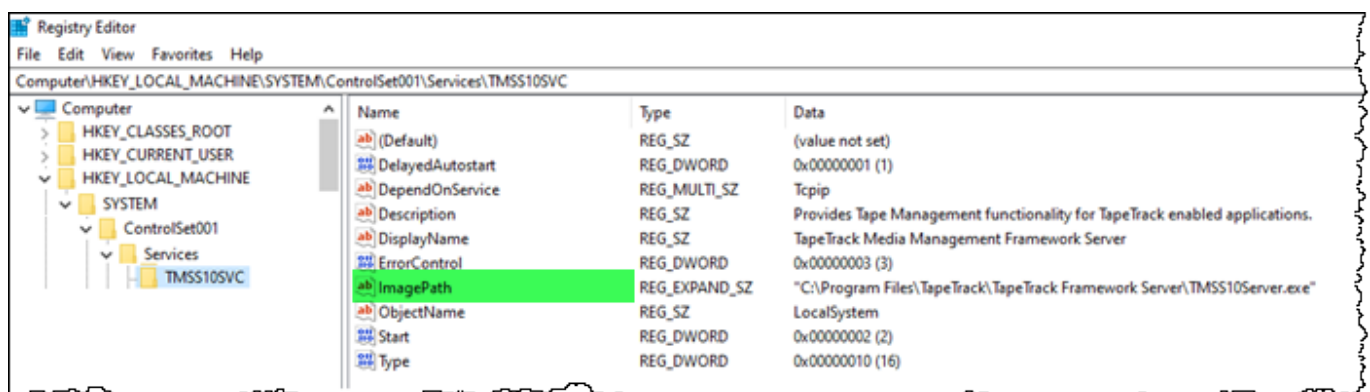 Registry Editor
File Edit View Favorites Help
Computer\HKEY_LOCAL_MACHINE\SYSTEM\ControlSet001\Services\TMSS10SVC
Computer
HKEY_CLASSES_ROOT
HKEY_CURRENT_USER
HKEY_LOCAL_MACHINE
SYSTEM
ControlSet001
Services
TMSS10SVC
Name Type Data
(Default) REG_SZ (value not set)
DelayedAutostart REG_DWORD 0x00000001 (1)
DependOnService REG_MULTI_SZ Tcpip
Description REG_SZ Provides Tape Management functionality for TapeTrack enabled applications.
DisplayName REG_SZ TapeTrack Media Management Framework Server
ErrorControl REG_DWORD 0x00000003 (3)
ImagePath REG_EXPAND_SZ "C:\Program Files\TapeTrack\TapeTrack Framework Server\TMSS10Server.exe"
ObjectName REG_SZ LocalSystem
Start REG_DWORD 0x00000002 (2)
Type REG_DWORD 0x00000010 (16)